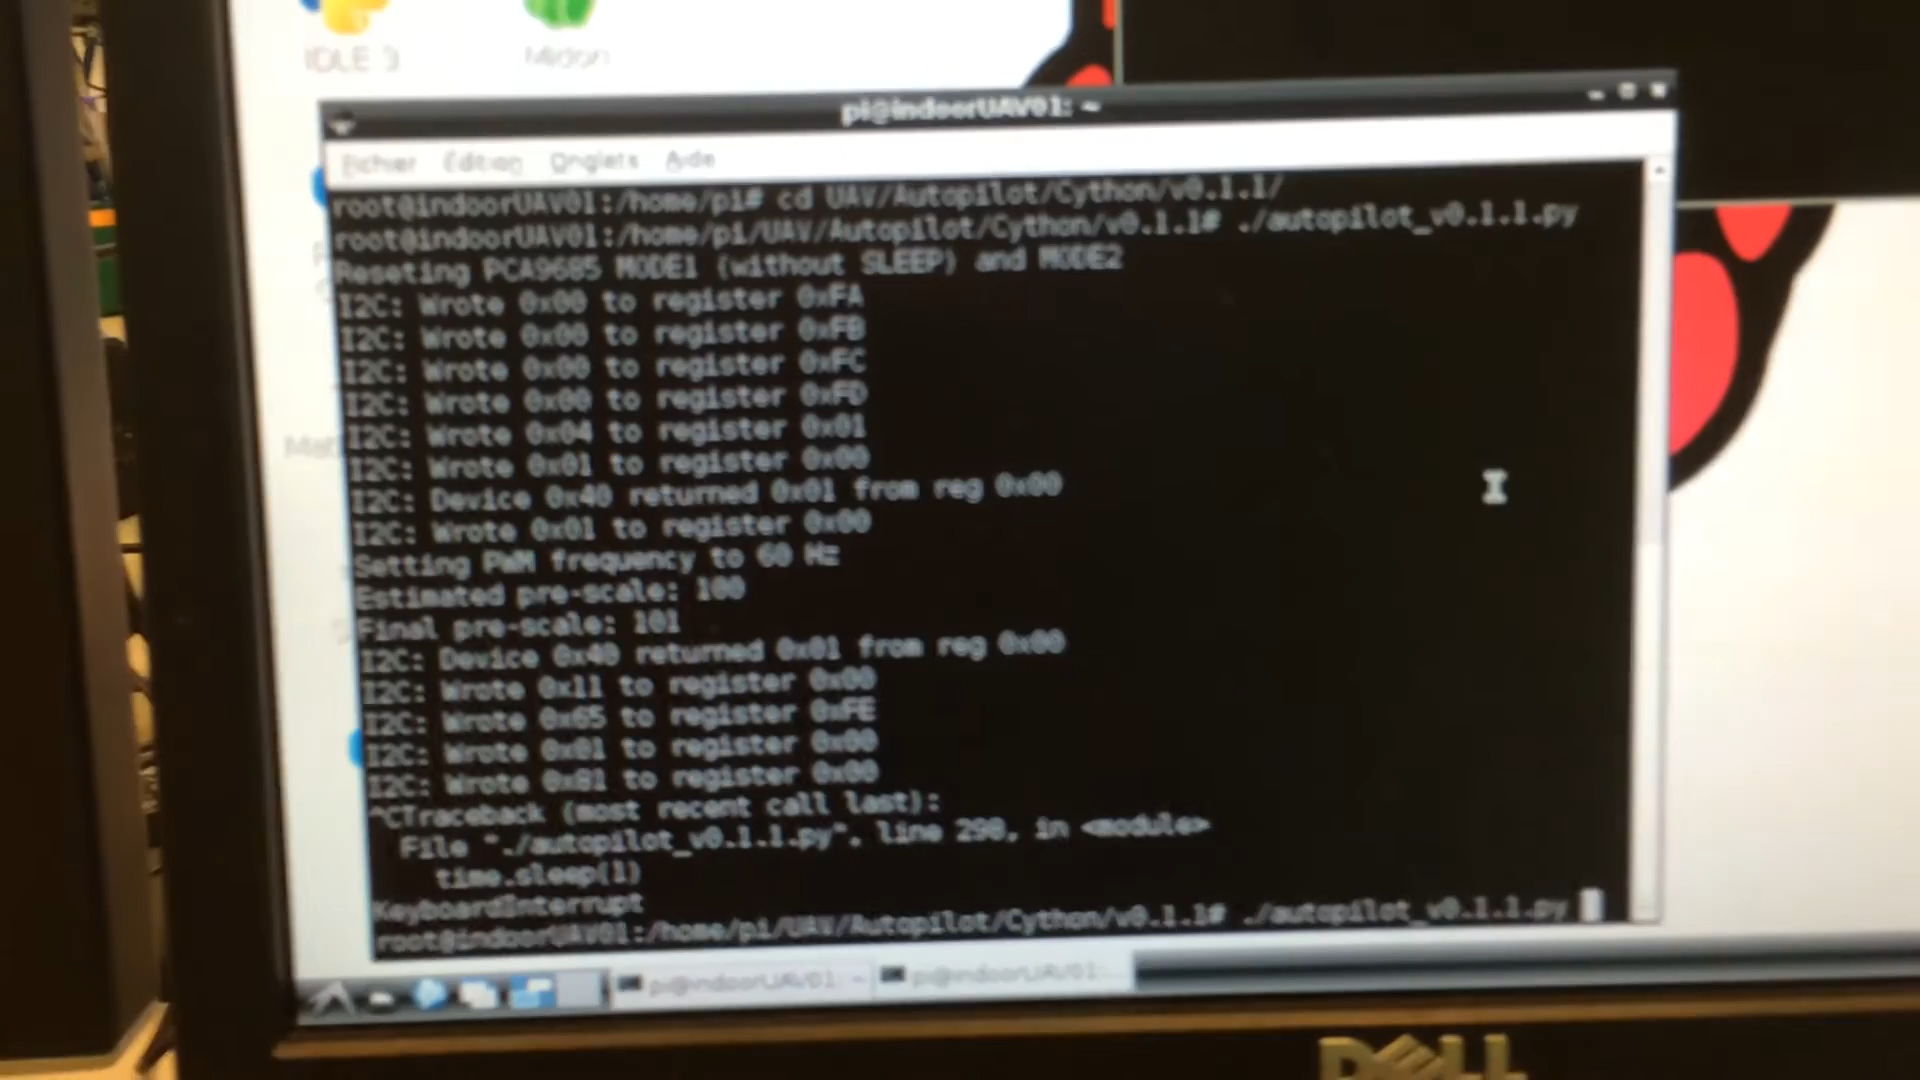 IDLE 3
Midori
pi@indoorUAV01: ~
Fichier Édition Onglets Aide
root@indoorUAV01:/home/pi# cd UAV/Autopilot/Cython/v0.1.1/
root@indoorUAV01:/home/pi/UAV/Autopilot/Cython/v0.1.1# ./autopilot_v0.1.1.py
Reseting PCA9685 MODE1 (without SLEEP) and MODE2
I2C: Wrote 0x00 to register 0xFA
I2C: Wrote 0x00 to register 0xFB
I2C: Wrote 0x00 to register 0xFC
I2C: Wrote 0x00 to register 0xFD
I2C: Wrote 0x04 to register 0x01
I2C: Wrote 0x01 to register 0x00
I2C: Device 0x40 returned 0x01 from reg 0x00
I2C: Wrote 0x01 to register 0x00
Setting PWM frequency to 60 Hz
Estimated pre-scale: 100
Final pre-scale: 101
I2C: Device 0x40 returned 0x01 from reg 0x00
I2C: Wrote 0x11 to register 0x00
I2C: Wrote 0x65 to register 0xFE
I2C: Wrote 0x01 to register 0x00
I2C: Wrote 0x81 to register 0x00
^CTraceback (most recent call last):
File "./autopilot_v0.1.1.py", line 290, in <module>
time.sleep(1)
KeyboardInterrupt
root@indoorUAV01:/home/pi/UAV/Autopilot/Cython/v0.1.1# ./autopilot_v0.1.1.py
pi@indoorUAV01: ~
pi@indoorUAV01:
DELL